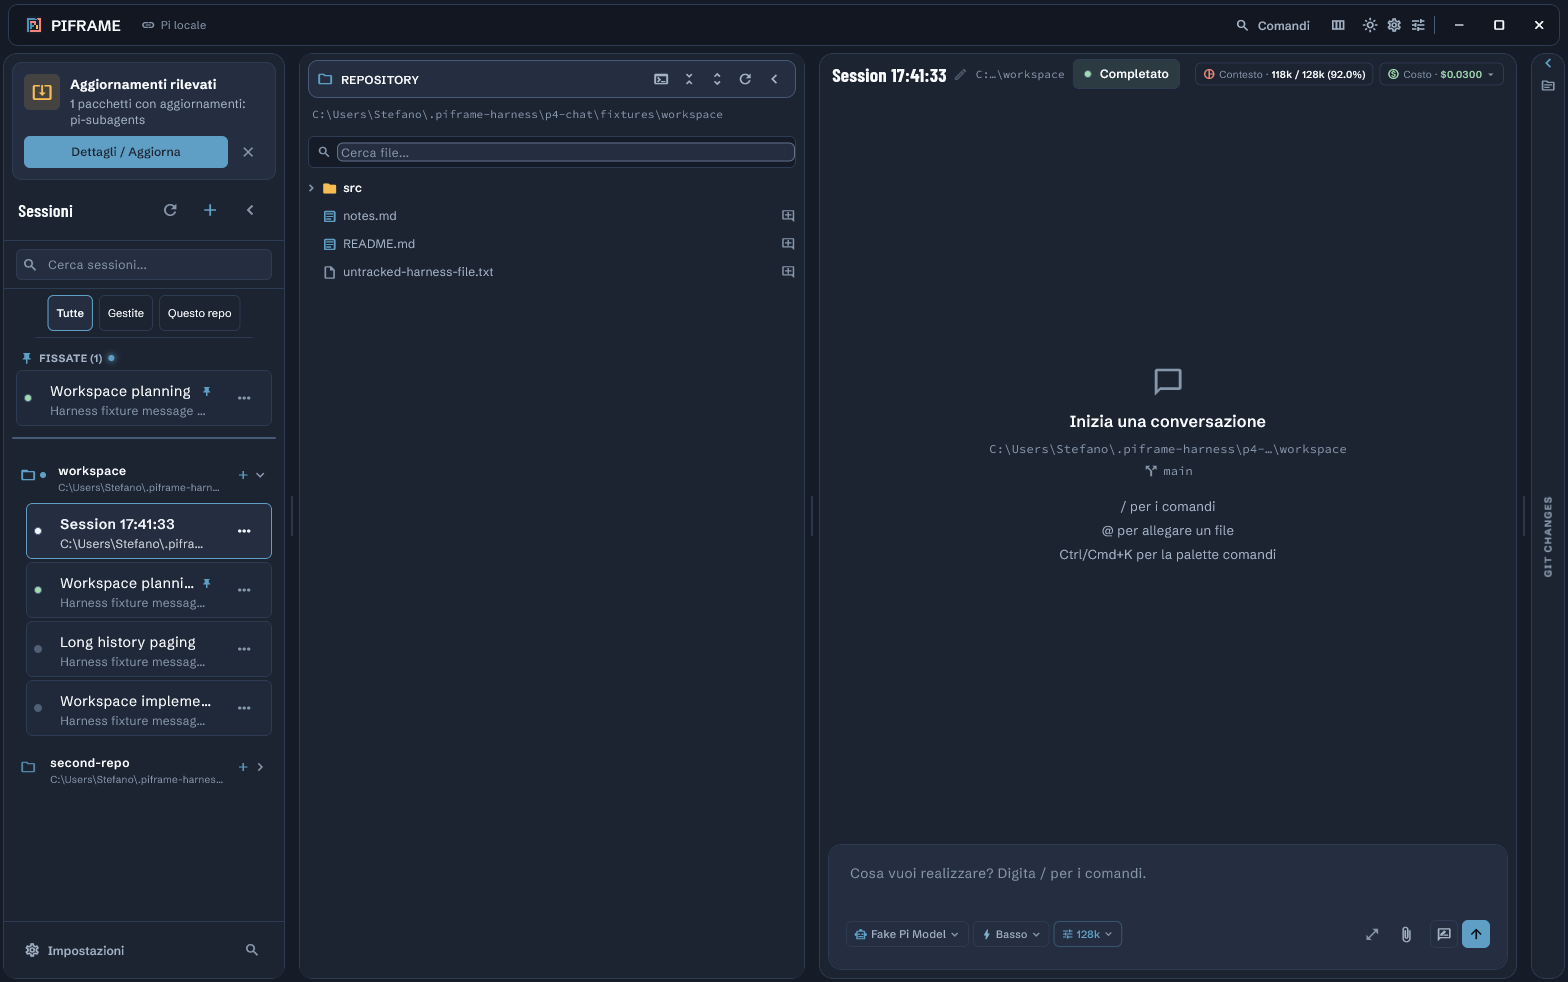 PIFRAME
Pi locale
Comandi
Aggiornamenti rilevati
1 pacchetti con aggiornamenti:
pi-subagents
Dettagli / Aggiorna
Sessioni
Cerca sessioni...
Tutte
Gestite
Questo repo
FISSATE (1)
Workspace planning
Harness fixture message ...
workspace
C:\Users\Stefano\.piframe-harn...
Session 17:41:33
C:\Users\Stefano\.pifra...
Workspace planni...
Harness fixture messag...
Long history paging
Harness fixture messag...
Workspace impleme...
Harness fixture messag...
second-repo
C:\Users\Stefano\.piframe-harnes...
Impostazioni
REPOSITORY
C:\Users\Stefano\.piframe-harness\p4-chat\fixtures\workspace
Cerca file...
src
notes.md
README.md
untracked-harness-file.txt
Session 17:41:33
C:…\workspace
Completato
Contesto · 118k / 128k (92.0%)
Costo · $0.0300
Inizia una conversazione
C:\Users\Stefano\.piframe-harness\p4-…\workspace
main
/ per i comandi
@ per allegare un file
Ctrl/Cmd+K per la palette comandi
Cosa vuoi realizzare? Digita / per i comandi.
Fake Pi Model
Basso
128k
GIT CHANGES